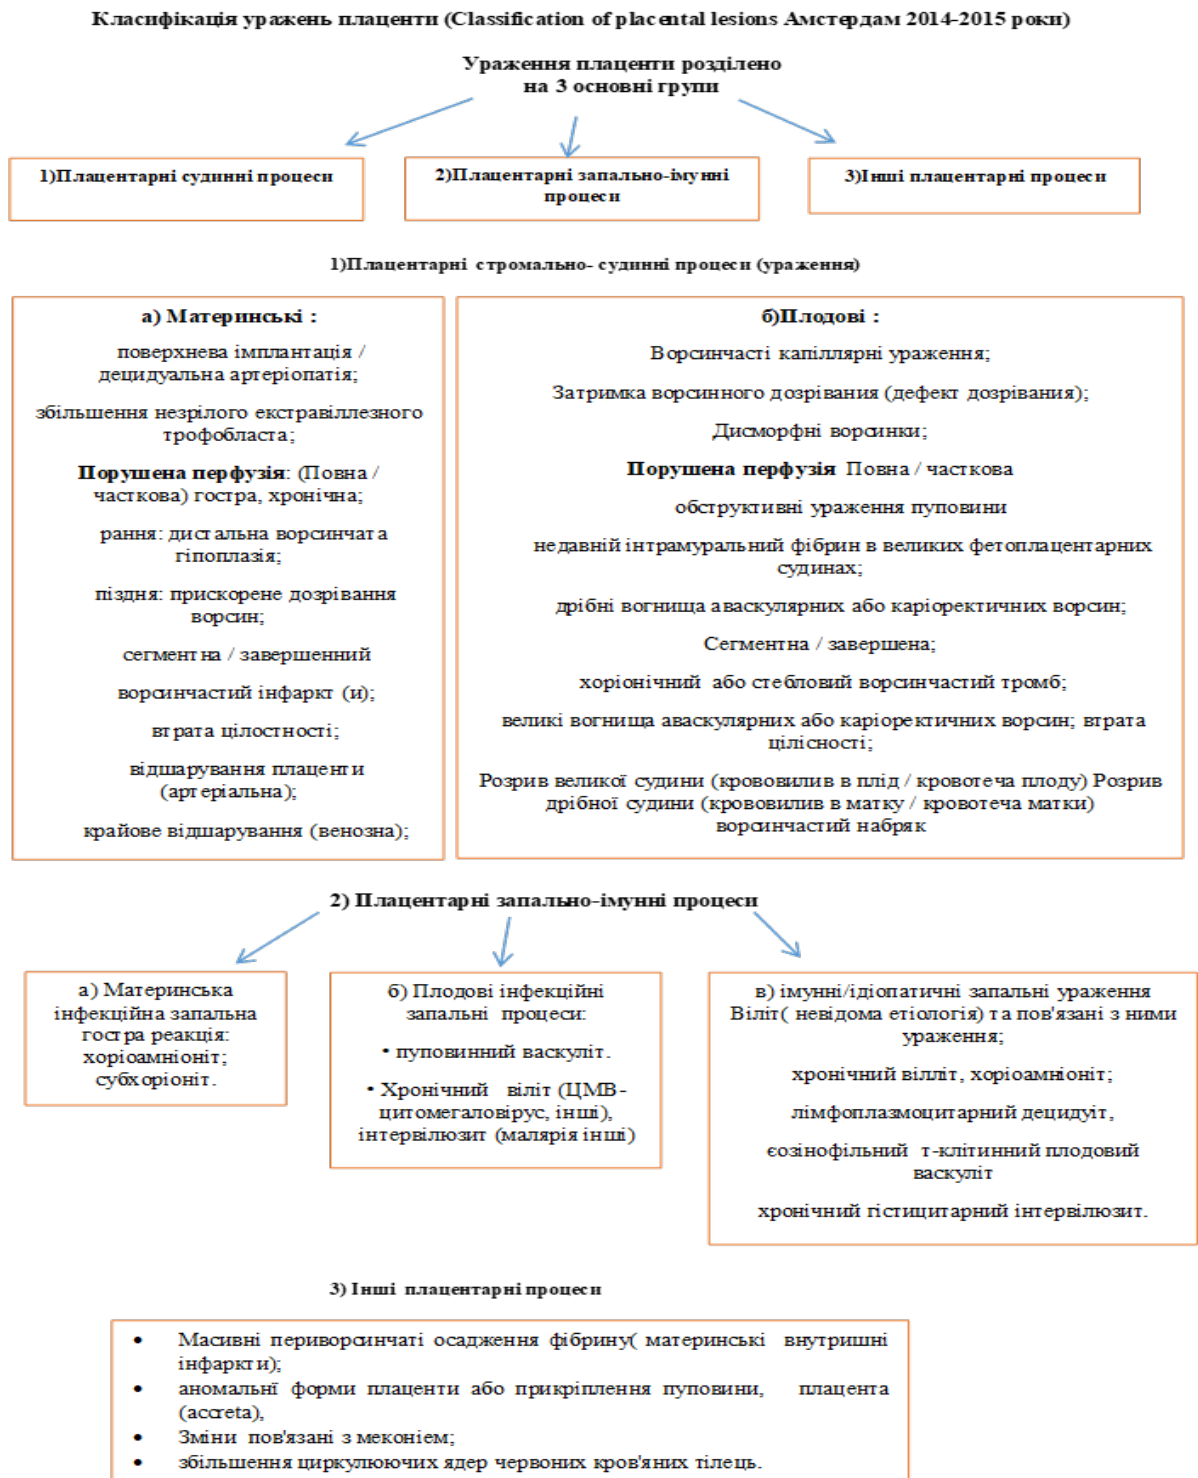 Класифікація уражень плаценти (Classification of placental lesions Амстердам 2014-2015 роки)
Ураження плаценти розділено
на 3 основні групи
1)Плацентарні судинні процеси
2)Плацентарні запально-імунні
процеси
3)Інші плацентарні процеси
1)Плацентарні стромально- судинні процеси (ураження)
а) Материнські :
поверхнева імплантація /
децидуальна артеріопатія;
збільшення незрілого екстравіллезного
трофобласта;
Порушена перфузія: (Повна /
часткова) гостра, хронічна;
рання: дистальна ворсинчата
гіпоплазія;
піздня: прискорене дозрівання
ворсин;
сегментна / завершенний
ворсинчастий інфаркт (и);
втрата цілостності;
відшарування плаценти
(артеріальна);
крайове відшарування (венозна);
б)Плодові :
Ворсинчасті капіллярні ураження;
Затримка ворсинного дозрівання (дефект дозрівания);
Дисморфні ворсинки;
Порушена перфузія Повна / часткова
обструктивні ураження пуповини
недавній інтрамуральний фібрин в великих фетоплацентарних
судинах;
дрібні вогнища аваскулярних або каріоректичних ворсин;
Сегментна / завершена;
хоріонічний або стебловий ворсинчастий тромб;
великі вогнища аваскулярних або каріоректичних ворсин; втрата
цілісності;
Розрив великої судини (крововилив в плід / кровотеча плоду) Розрив
дрібної судини (крововилив в матку / кровотеча матки)
ворсинчастий набряк
2) Плацентарні запально-імунні процеси
а) Материнська
інфекційна запальна
гостра реакція:
хоріоамніоніт;
субхоріоніт.
б) Плодові інфекційні
запальні процеси:
• пуповинний васкуліт.
• Хронічний віліт (ЦМВ-
цитомегаловірус, інші),
інтервілюзит (малярія інші)
в) імунні/ідіопатичні запальні ураження
Віліт( невідома етіологія) та пов'язані з ними
ураження;
хронічний вілліт, хоріоамніоніт;
лімфоплазмоцитарний децидуїт,
єозінофільний т-клітинний плодовий
васкуліт
хронічний гістицитарний інтервілюзит.
3) Інші плацентарні процеси
• Масивні периворсинчаті осадження фібрину( материнські внутришні
інфаркти);
• аномальнї форми плаценти або прикріплення пуповини, плацента
(accreta),
• Зміни пов'язані з меконієм;
• збільшення циркулюючих ядер червоних кров'яних тілець.